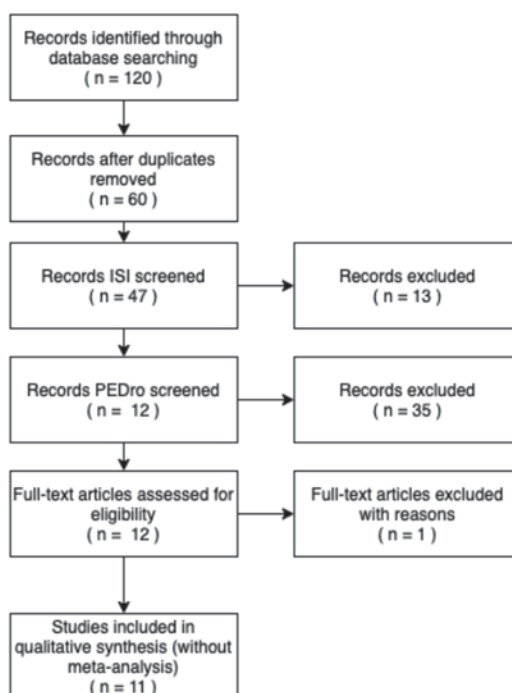 Records identified through
database searching
( n = 120 )
Records after duplicates
removed
( n = 60 )
Records ISI screened
( n = 47 )
Records excluded
( n = 13 )
Records PEDro screened
( n = 12 )
Records excluded
( n = 35 )
Full-text articles assessed for
eligibility
( n = 12 )
Full-text articles excluded
with reasons
( n = 1 )
Studies included in
qualitative synthesis (without
meta-analysis)
( n = 11 )